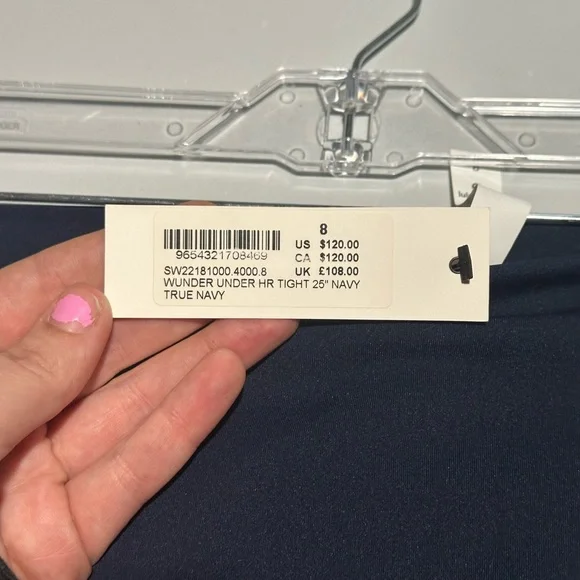 8
US $120.00
CA $120.00
UK £108.00
9654321708469
SW22181000.4000.8
WUNDER UNDER HR TIGHT 25" NAVY
TRUE NAVY